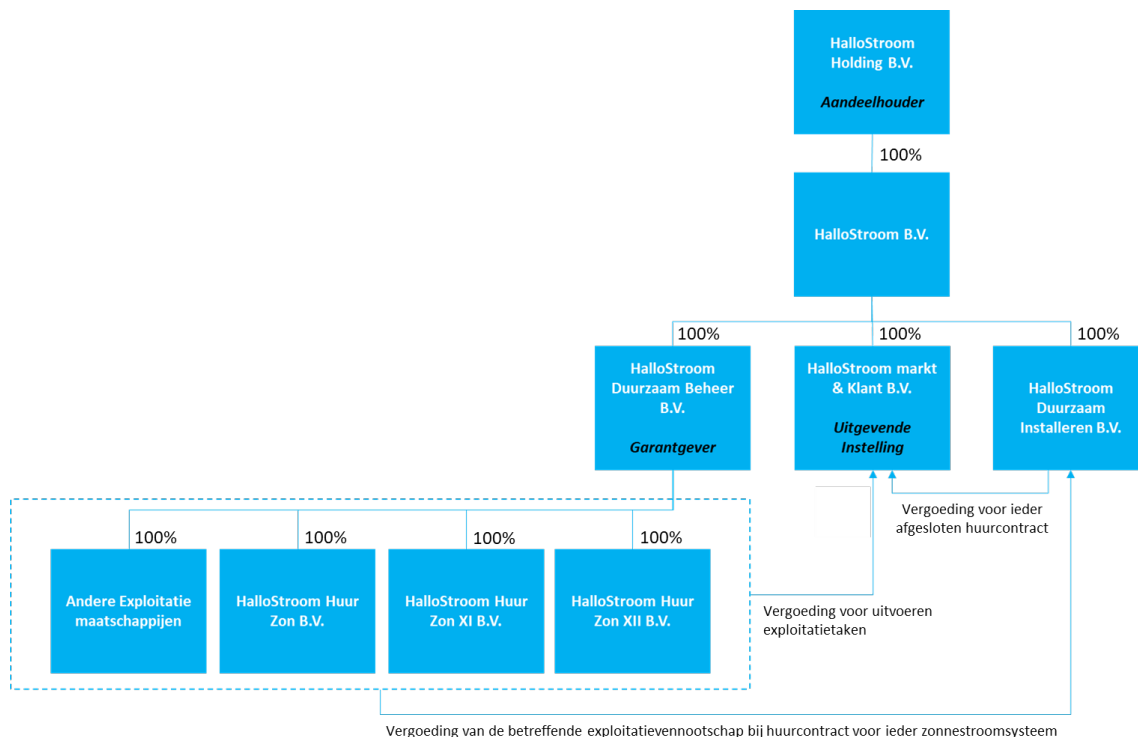 HalloStroom
Holding B.V.
Aandeelhouder
100%
HalloStroom B.V.
100%
100%
100%
HalloStroom
Duurzaam Beheer
B.V.
Garantgever
HalloStroom markt
& Klant B.V.
Uitgevende
Instelling
HalloStroom
Duurzaam
Installeren B.V.
Vergoeding voor ieder
afgesloten huurcontract
100%
100%
100%
100%
Andere Exploitatie
maatschappijen
HalloStroom Huur
Zon B.V.
HalloStroom Huur
Zon XI B.V.
HalloStroom Huur
Zon XII B.V.
Vergoeding voor uitvoeren
exploitatietaken
Vergoeding van de betreffende exploitatievennootschap bij huurcontract voor ieder zonnestroomsysteem